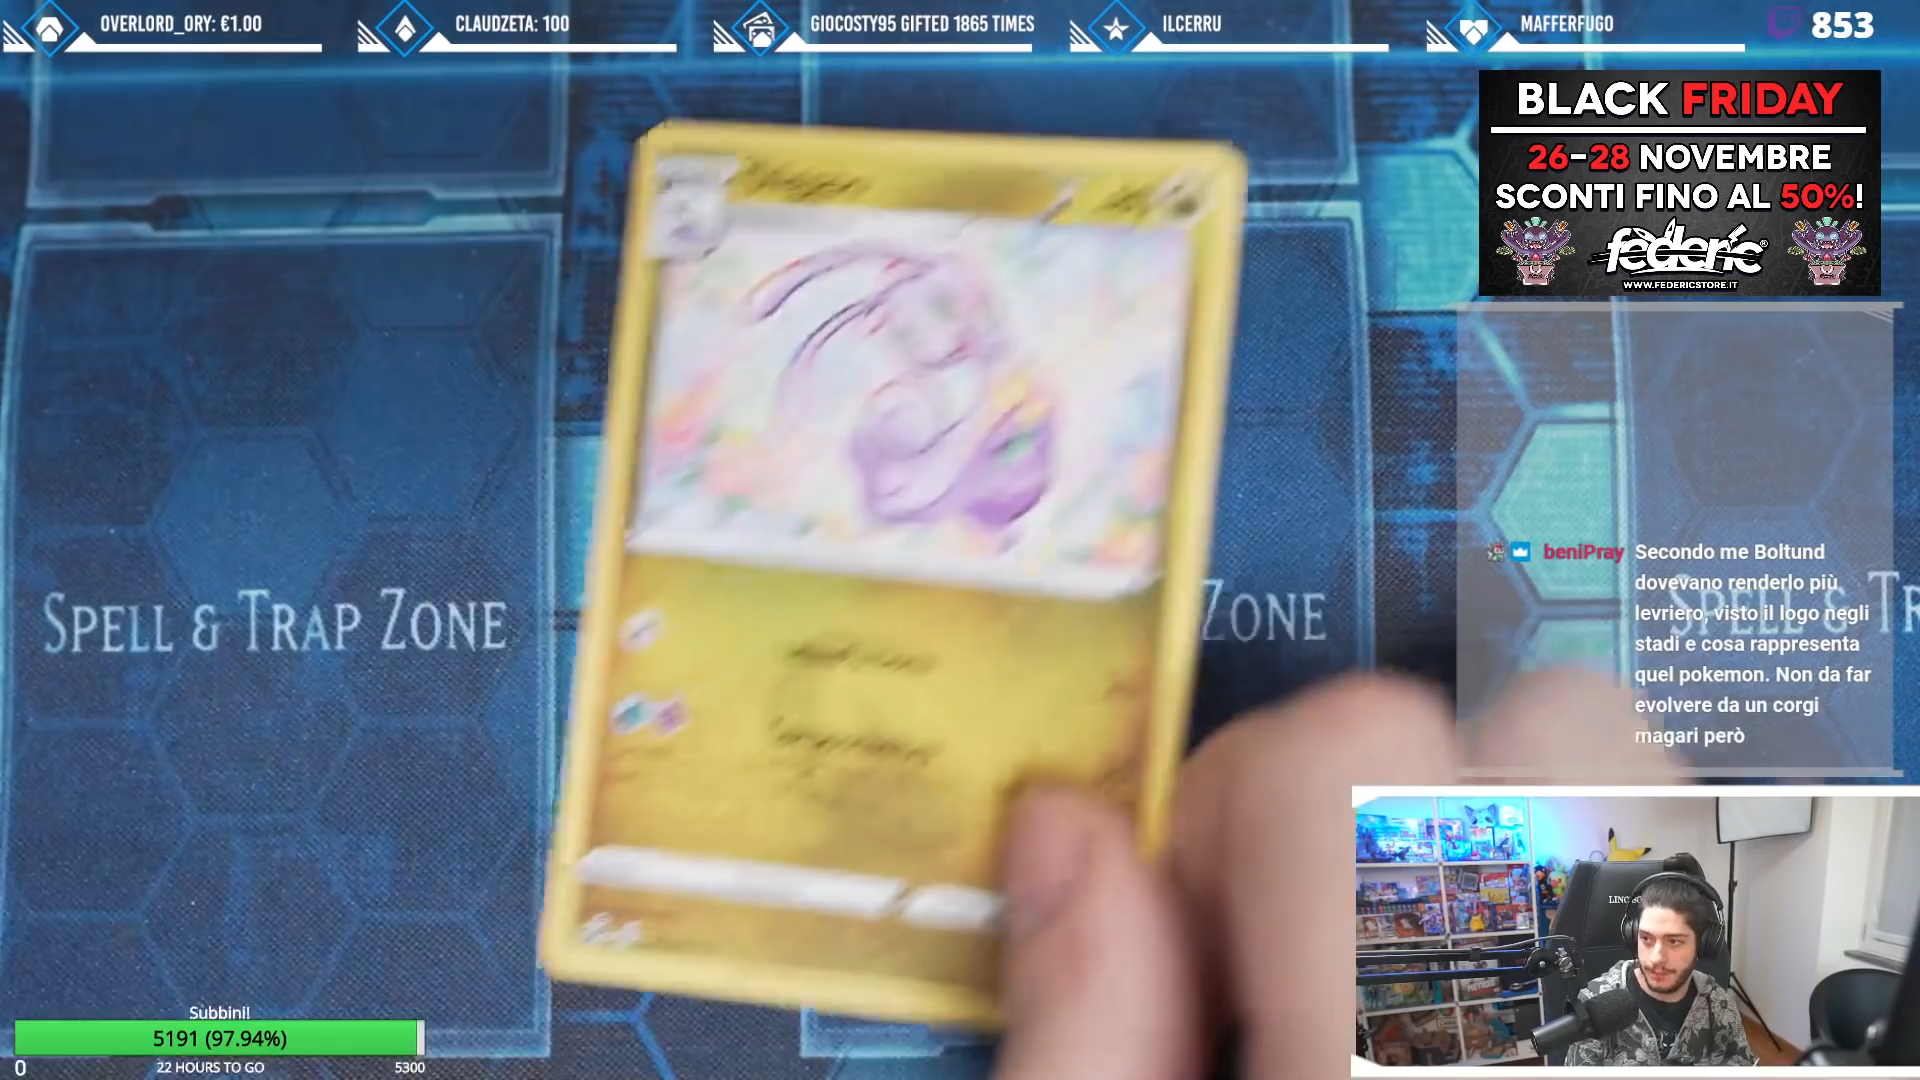 OVERLORD_ORY: €1.00
CLAUDZETA: 100
GIOCOSTY95 GIFTED 1865 TIMES
ILCERRU
MAFFERFUGO
853
BLACK FRIDAY
26-28 NOVEMBRE
SCONTI FINO AL 50%!
federic®
WWW.FEDERICSTORE.IT
beniPray Secondo me Boltund
dovevano renderlo più
levriero, visto il logo negli
stadi e cosa rappresenta
quel pokemon. Non da far
evolvere da un corgi
magari però
SPELL & TRAP ZONE
ZONE
SPELL & TR
Subbini!
5191 (97.94%)
0 22 HOURS TO GO 5300